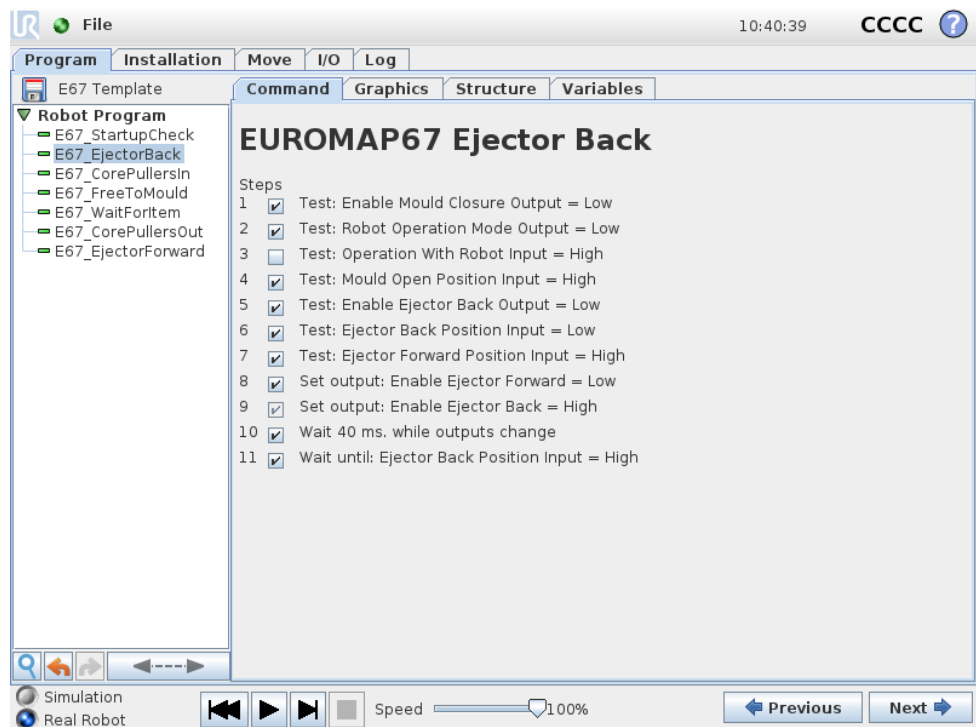 UR File 10:40:39 CCCC ?
Program Installation Move I/O Log
E67 Template Command Graphics Structure Variables
Robot Program
E67_StartupCheck
E67_EjectorBack
E67_CorePullersIn
E67_FreeToMould
E67_WaitForItem
E67_CorePullersOut
E67_EjectorForward
EUROMAP67 Ejector Back
Steps
1 Test: Enable Mould Closure Output = Low
2 Test: Robot Operation Mode Output = Low
3 Test: Operation With Robot Input = High
4 Test: Mould Open Position Input = High
5 Test: Enable Ejector Back Output = Low
6 Test: Ejector Back Position Input = Low
7 Test: Ejector Forward Position Input = High
8 Set output: Enable Ejector Forward = Low
9 Set output: Enable Ejector Back = High
10 Wait 40 ms. while outputs change
11 Wait until: Ejector Back Position Input = High
Simulation
Real Robot
Speed 100%
Previous Next